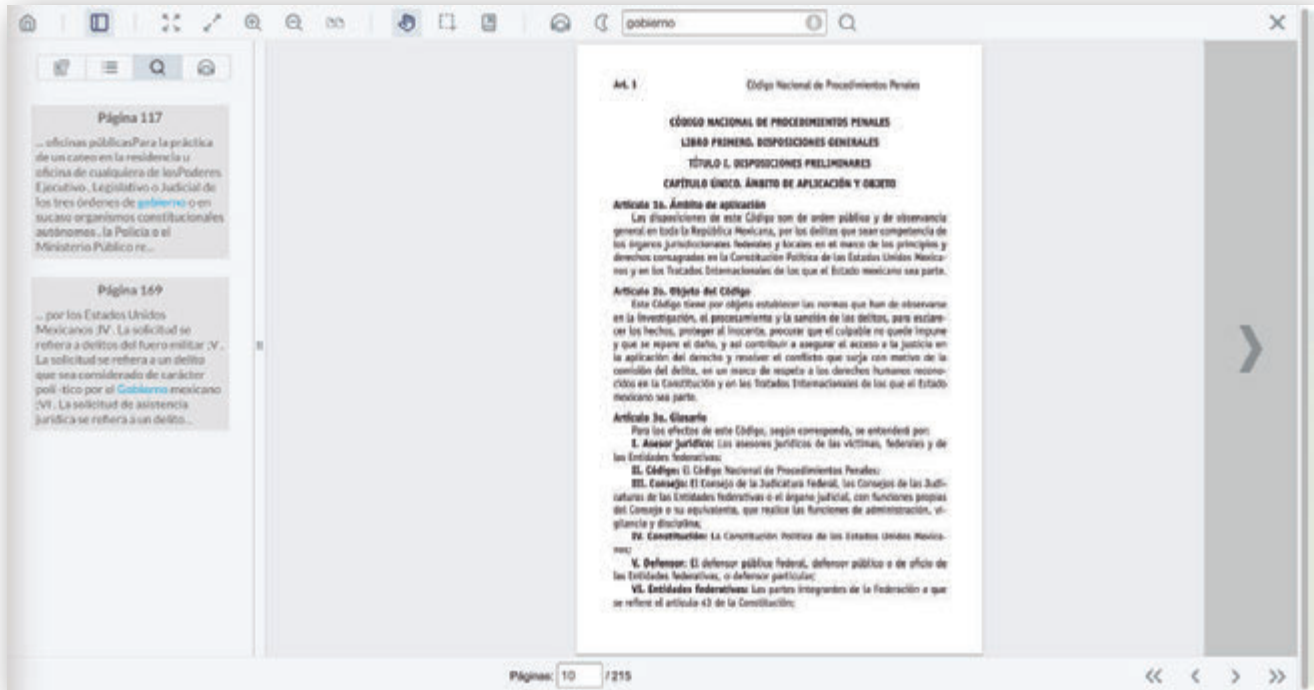 gobierno
Página 117
... oficinas públicasPara la práctica
de un cateo en la residencia u
oficina de cualquiera de losPoderes
Ejecutivo , Legislativo o Judicial de
los tres órdenes de gobierno o en
sucaso organismos constitucionales
autónomos , la Policía o el
Ministerio Público re...
Página 169
... por los Estados Unidos
Mexicanos ;IV . La solicitud se
refiera a delitos del fuero militar ;V .
La solicitud se refiera a un delito
que sea considerado de carácter
polí -tico por el Gobierno mexicano
;VI . La solicitud de asistencia
jurídica se refiera a un delito...
Art. 1 Código Nacional de Procedimientos Penales
CÓDIGO NACIONAL DE PROCEDIMIENTOS PENALES
LIBRO PRIMERO. DISPOSICIONES GENERALES
TÍTULO I. DISPOSICIONES PRELIMINARES
CAPÍTULO ÚNICO. ÁMBITO DE APLICACIÓN Y OBJETO
Artículo 1o. Ámbito de aplicación
Las disposiciones de este Código son de orden público y de observancia
general en toda la República Mexicana, por los delitos que sean competencia de
los órganos jurisdiccionales federales y locales en el marco de los principios y
derechos consagrados en la Constitución Política de los Estados Unidos Mexica-
nos y en los Tratados Internacionales de los que el Estado mexicano sea parte.
Artículo 2o. Objeto del Código
Este Código tiene por objeto establecer las normas que han de observarse
en la investigación, el procesamiento y la sanción de los delitos, para esclare-
cer los hechos, proteger al inocente, procurar que el culpable no quede impune
y que se repare el daño, y así contribuir a asegurar el acceso a la justicia en
la aplicación del derecho y resolver el conflicto que surja con motivo de la
comisión del delito, en un marco de respeto a los derechos humanos recono-
cidos en la Constitución y en los Tratados Internacionales de los que el Estado
mexicano sea parte.
Artículo 3o. Glosario
Para los efectos de este Código, según corresponda, se entenderá por:
I. Asesor jurídico: Los asesores jurídicos de las víctimas, federales y de
las Entidades federativas;
II. Código: El Código Nacional de Procedimientos Penales;
III. Consejo: El Consejo de la Judicatura Federal, los Consejos de las Judi-
caturas de las Entidades federativas o el órgano judicial, con funciones propias
del Consejo o su equivalente, que realice las funciones de administración, vi-
gilancia y disciplina;
IV. Constitución: La Constitución Política de los Estados Unidos Mexica-
nos;
V. Defensor: El defensor público federal, defensor público o de oficio de
las Entidades federativas, o defensor particular;
VI. Entidades federativas: Las partes integrantes de la Federación a que
se refiere el artículo 43 de la Constitución;
Páginas: 10 / 215